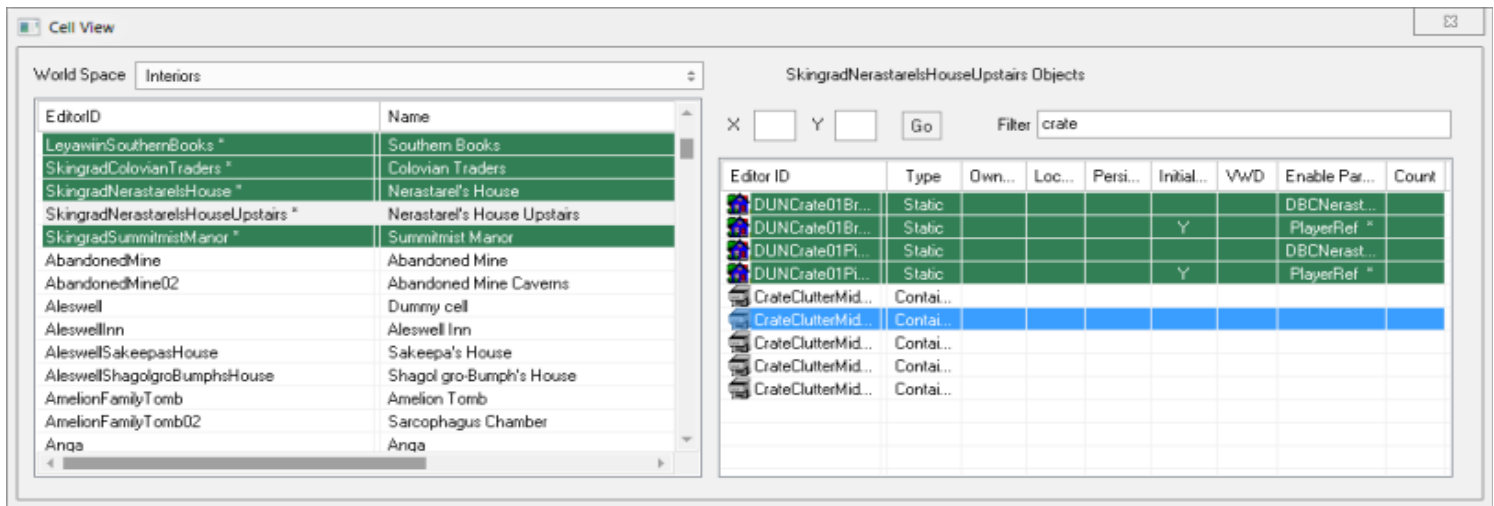 Cell View
World Space Interiors
SkingradNerastarelsHouseUpstairs Objects
X Y Go Filter crate
EditorID Name
LeyawiinSouthernBooks * Southern Books
SkingradColovianTraders * Colovian Traders
SkingradNerastarelsHouse * Nerastarel's House
SkingradNerastarelsHouseUpstairs * Nerastarel's House Upstairs
SkingradSummitmistManor * Summitmist Manor
AbandonedMine Abandoned Mine
AbandonedMine02 Abandoned Mine Caverns
Aleswell Dummy cell
AleswellInn Aleswell Inn
AleswellSakeepasHouse Sakeepa's House
AleswellShagolgroBumphsHouse Shagol gro-Bumph's House
AmelionFamilyTomb Amelion Tomb
AmelionFamilyTomb02 Sarcophagus Chamber
Anga Anga
Editor ID Type Own... Loc... Persi... Initial... VWD Enable Par... Count
DUNCrate01Br... Static DBCNerast...
DUNCrate01Br... Static Y PlayerRef *
DUNCrate01Pi... Static DBCNerast...
DUNCrate01Pi... Static Y PlayerRef *
CrateClutterMid... Contai...
CrateClutterMid... Contai...
CrateClutterMid... Contai...
CrateClutterMid... Contai...
CrateClutterMid... Contai...